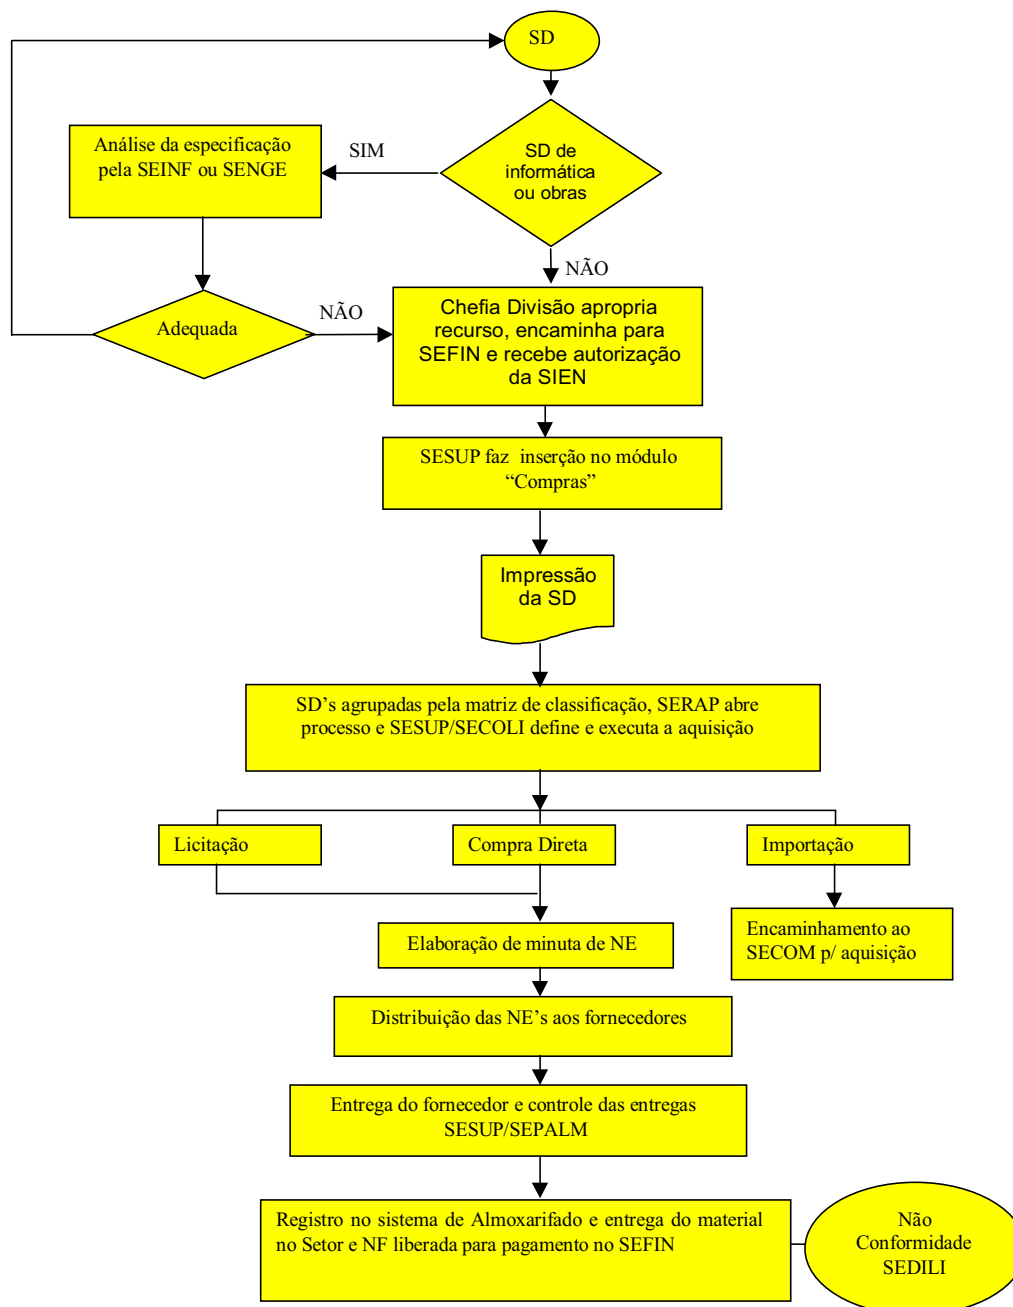 SD
SD de
informática
ou obras
SIM
Análise da especificação
pela SEINF ou SENGE
NÃO
Adequada
NÃO
Chefia Divisão apropria
recurso, encaminha para
SEFIN e recebe autorização
da SIEN
SESUP faz inserção no módulo
“Compras”
Impressão
da SD
SD’s agrupadas pela matriz de classificação, SERAP abre
processo e SESUP/SECOLI define e executa a aquisição
Licitação
Compra Direta
Importação
Elaboração de minuta de NE
Encaminhamento ao
SECOM p/ aquisição
Distribuição das NE’s aos fornecedores
Entrega do fornecedor e controle das entregas
SESUP/SEPALM
Registro no sistema de Almoxarifado e entrega do material
no Setor e NF liberada para pagamento no SEFIN
Não
Conformidade
SEDILI